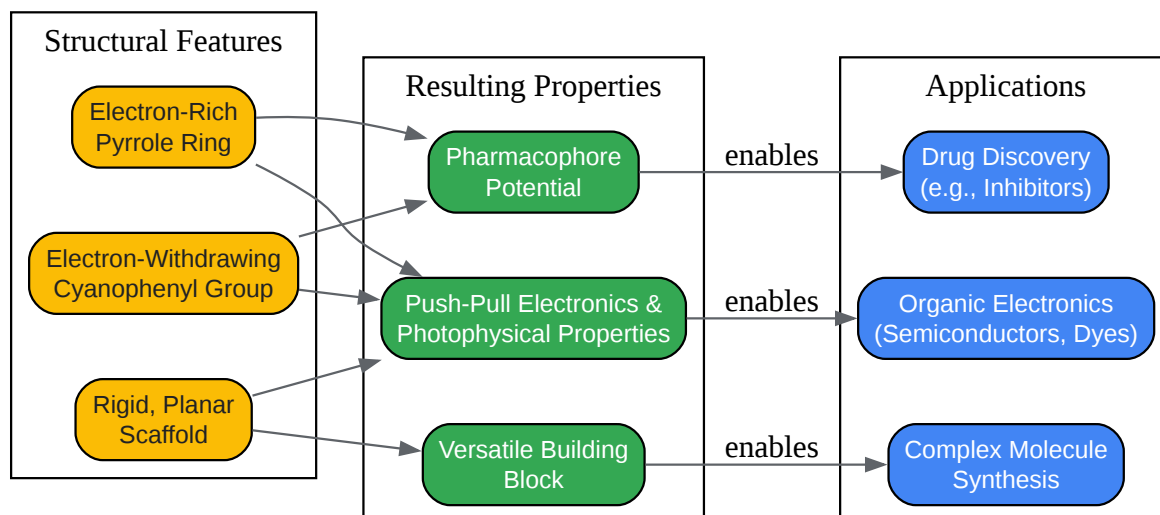 Structural Features
Electron-Rich
Pyrrole Ring
Electron-Withdrawing
Cyanophenyl Group
Rigid, Planar
Scaffold
Resulting Properties
Pharmacophore
Potential
Push-Pull Electronics &
Photophysical Properties
Versatile Building
Block
enables
enables
enables
Applications
Drug Discovery
(e.g., Inhibitors)
Organic Electronics
(Semiconductors, Dyes)
Complex Molecule
Synthesis